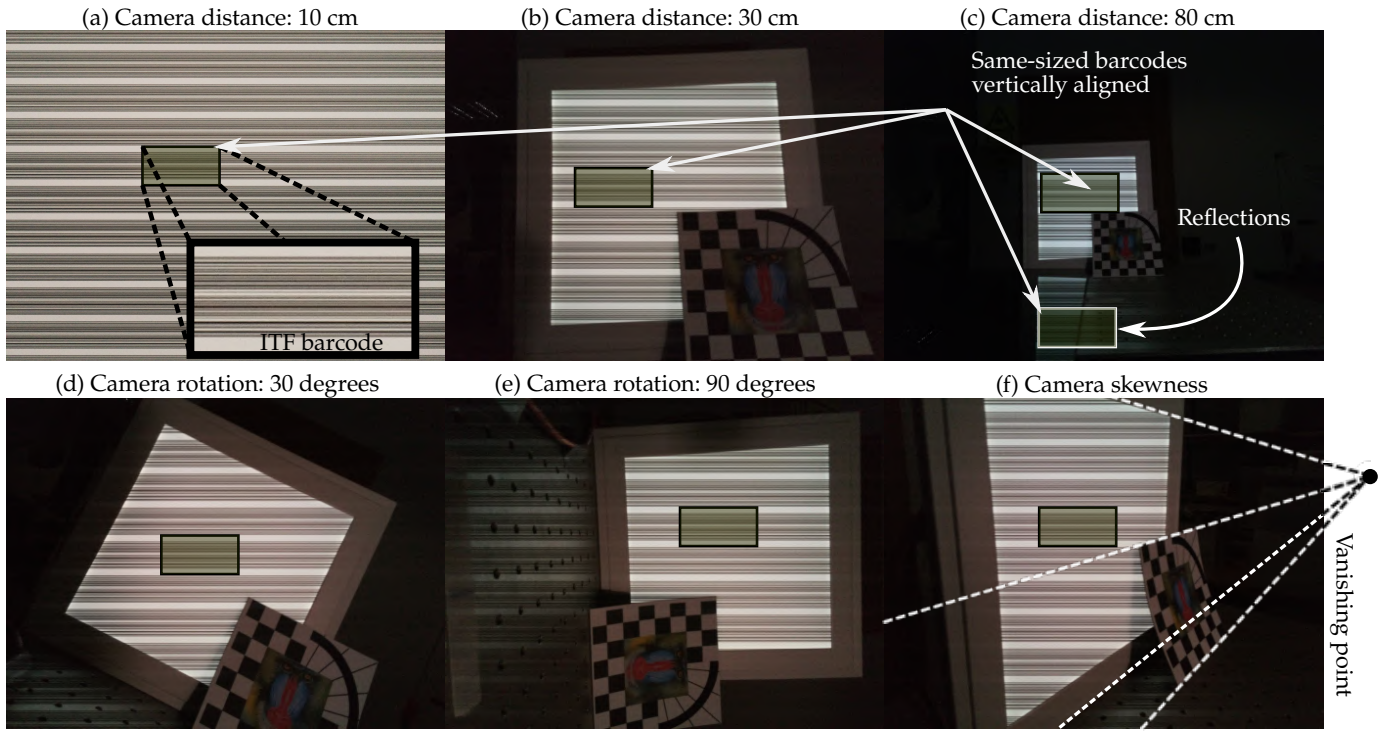 (a) Camera distance: 10 cm
(b) Camera distance: 30 cm
(c) Camera distance: 80 cm
Same-sized barcodes
vertically aligned
Reflections
ITF barcode
(d) Camera rotation: 30 degrees
(e) Camera rotation: 90 degrees
(f) Camera skewness
Vanishing point